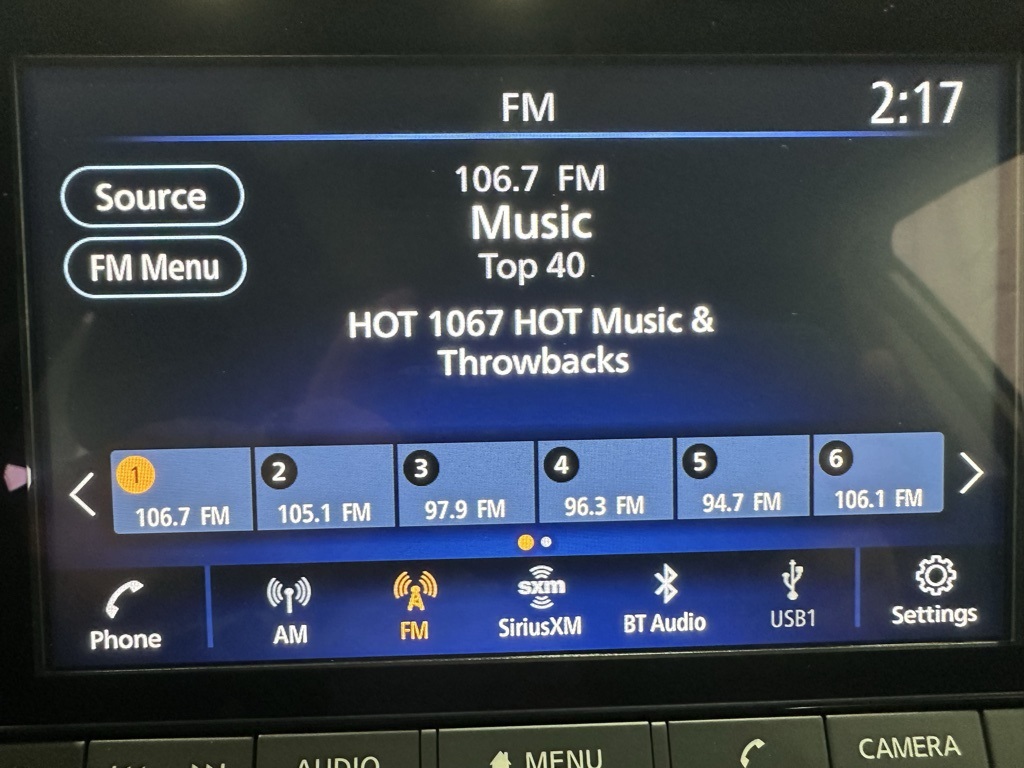 FM
2:17
Source
FM Menu
106.7 FM
Music
Top 40
HOT 1067 HOT Music &
Throwbacks
1
106.7 FM
2
105.1 FM
3
97.9 FM
4
96.3 FM
5
94.7 FM
6
106.1 FM
Phone
AM
FM
sxm
SiriusXM
BT Audio
USB1
Settings
AUDIO
MENU
CAMERA